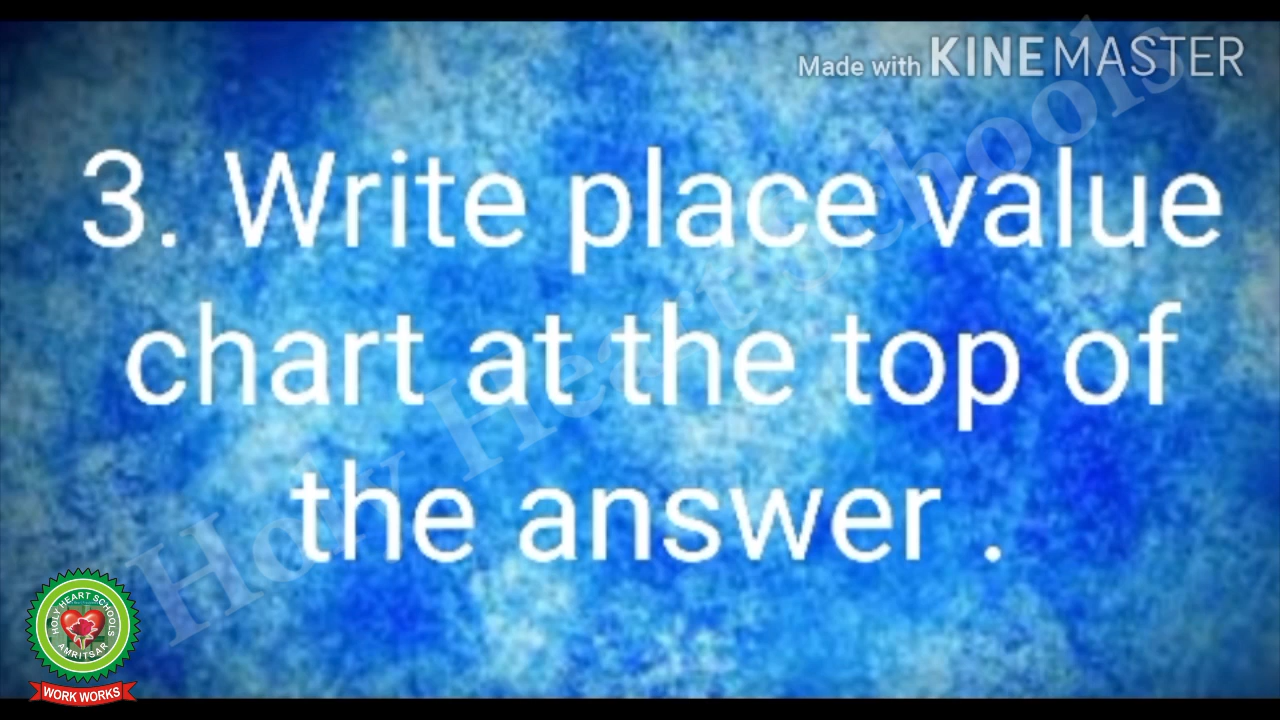 Made with KINEMASTER
3. Write place value
chart at the top of
the answer .
Holy Heart Schools
HOLY HEART SCHOOLS
AMRITSAR
WORK WORKS